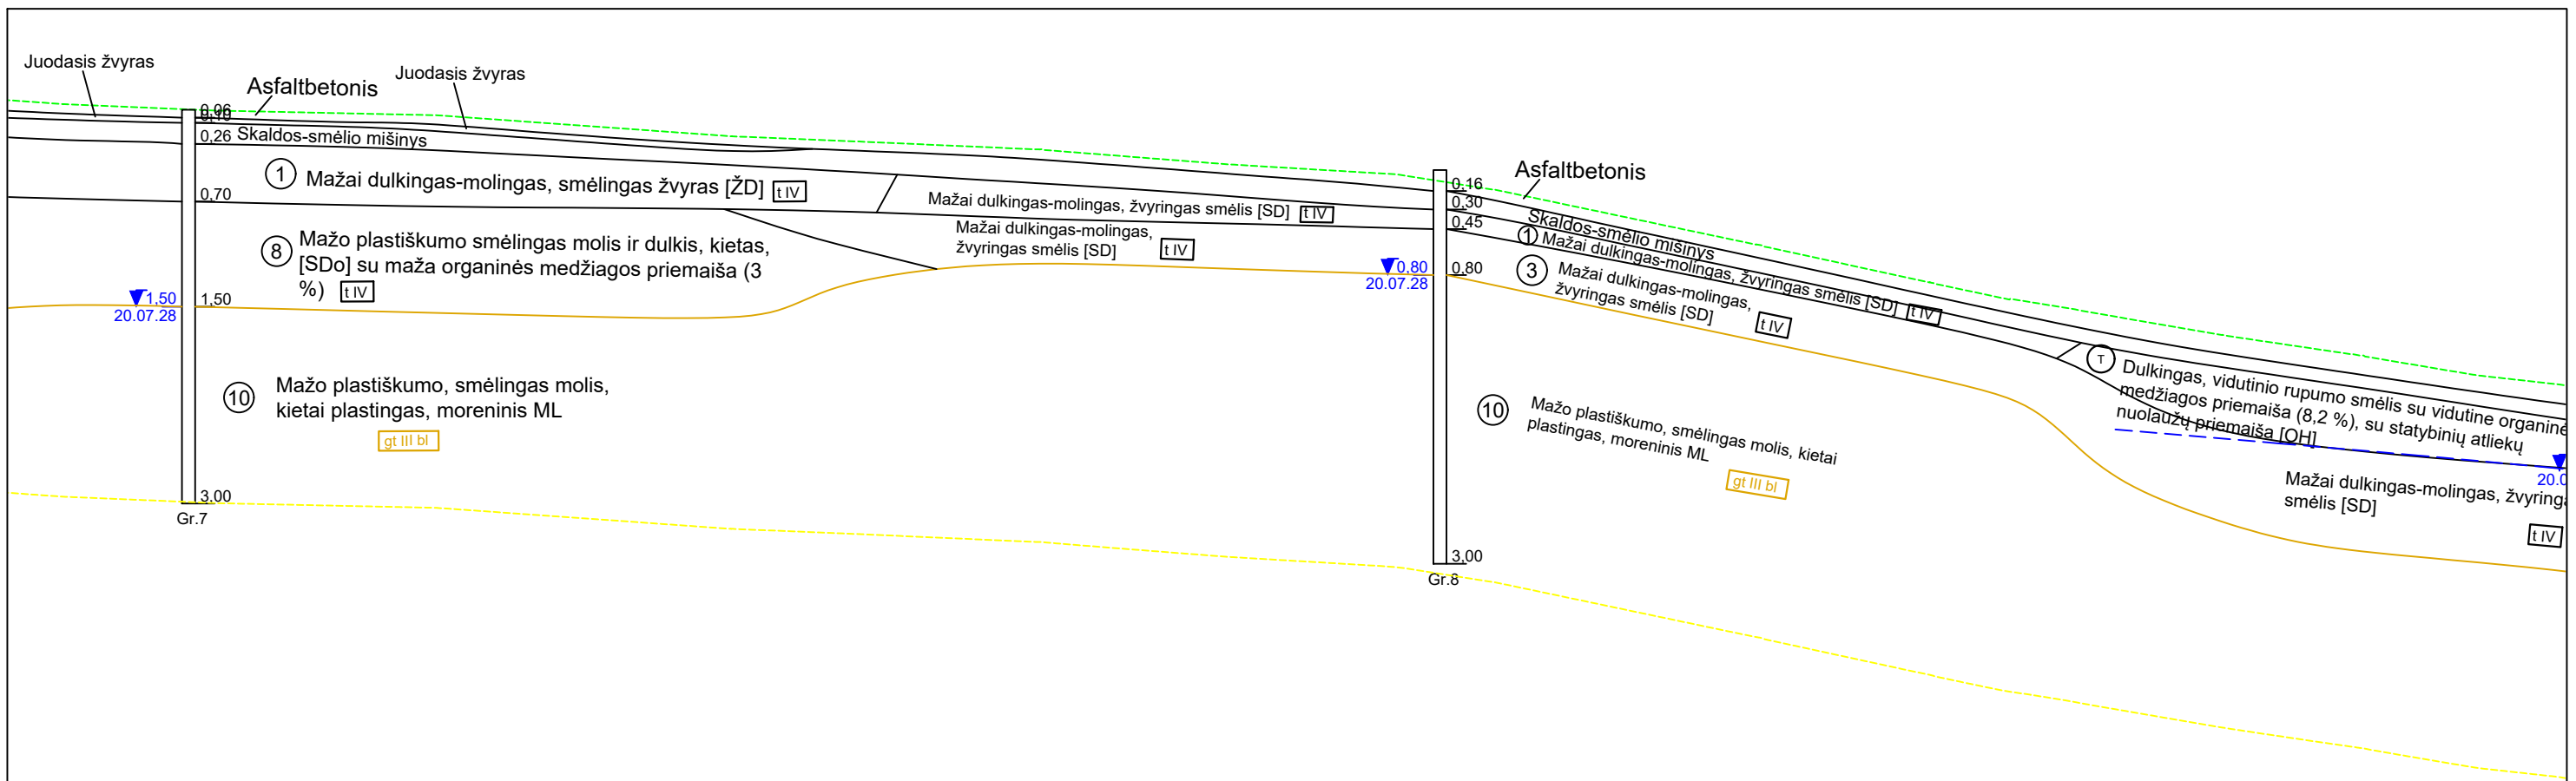 Juodasis žvyras
Asfaltbetonis
Juodasis žvyras
0,06
0,10
0,26
Skaldos-smėlio mišinys
1
Mažai dulkingas-molingas, smėlingas žvyras [ŽD]
t IV
0,70
8
Mažo plastiškumo smėlingas molis ir dulkis, kietas,
[SDo] su maža organinės medžiagos priemaiša (3
%)
t IV
1,50
20.07.28
1,50
10
Mažo plastiškumo, smėlingas molis,
kietai plastingas, moreninis ML
gt III bl
3,00
Gr.7
Mažai dulkingas-molingas, žvyringas smėlis [SD]
t IV
Mažai dulkingas-molingas,
žvyringas smėlis [SD]
t IV
0,80
20.07.28
Asfaltbetonis
0,16
0,30
0,45
0,80
Skaldos-smėlio mišinys
1
Mažai dulkingas-molingas, žvyringas smėlis [SD]
t IV
3
Mažai dulkingas-molingas,
žvyringas smėlis [SD]
t IV
10
Mažo plastiškumo, smėlingas molis, kietai
plastingas, moreninis ML
gt III bl
3,00
Gr.8
T
Dulkingas, vidutinio rupumo smėlis su vidutine organinė
medžiagos priemaiša (8,2 %), su statybinių atliekų
nuolaužų priemaiša [OH]
20.0
Mažai dulkingas-molingas, žvyringa
smėlis [SD]
t IV